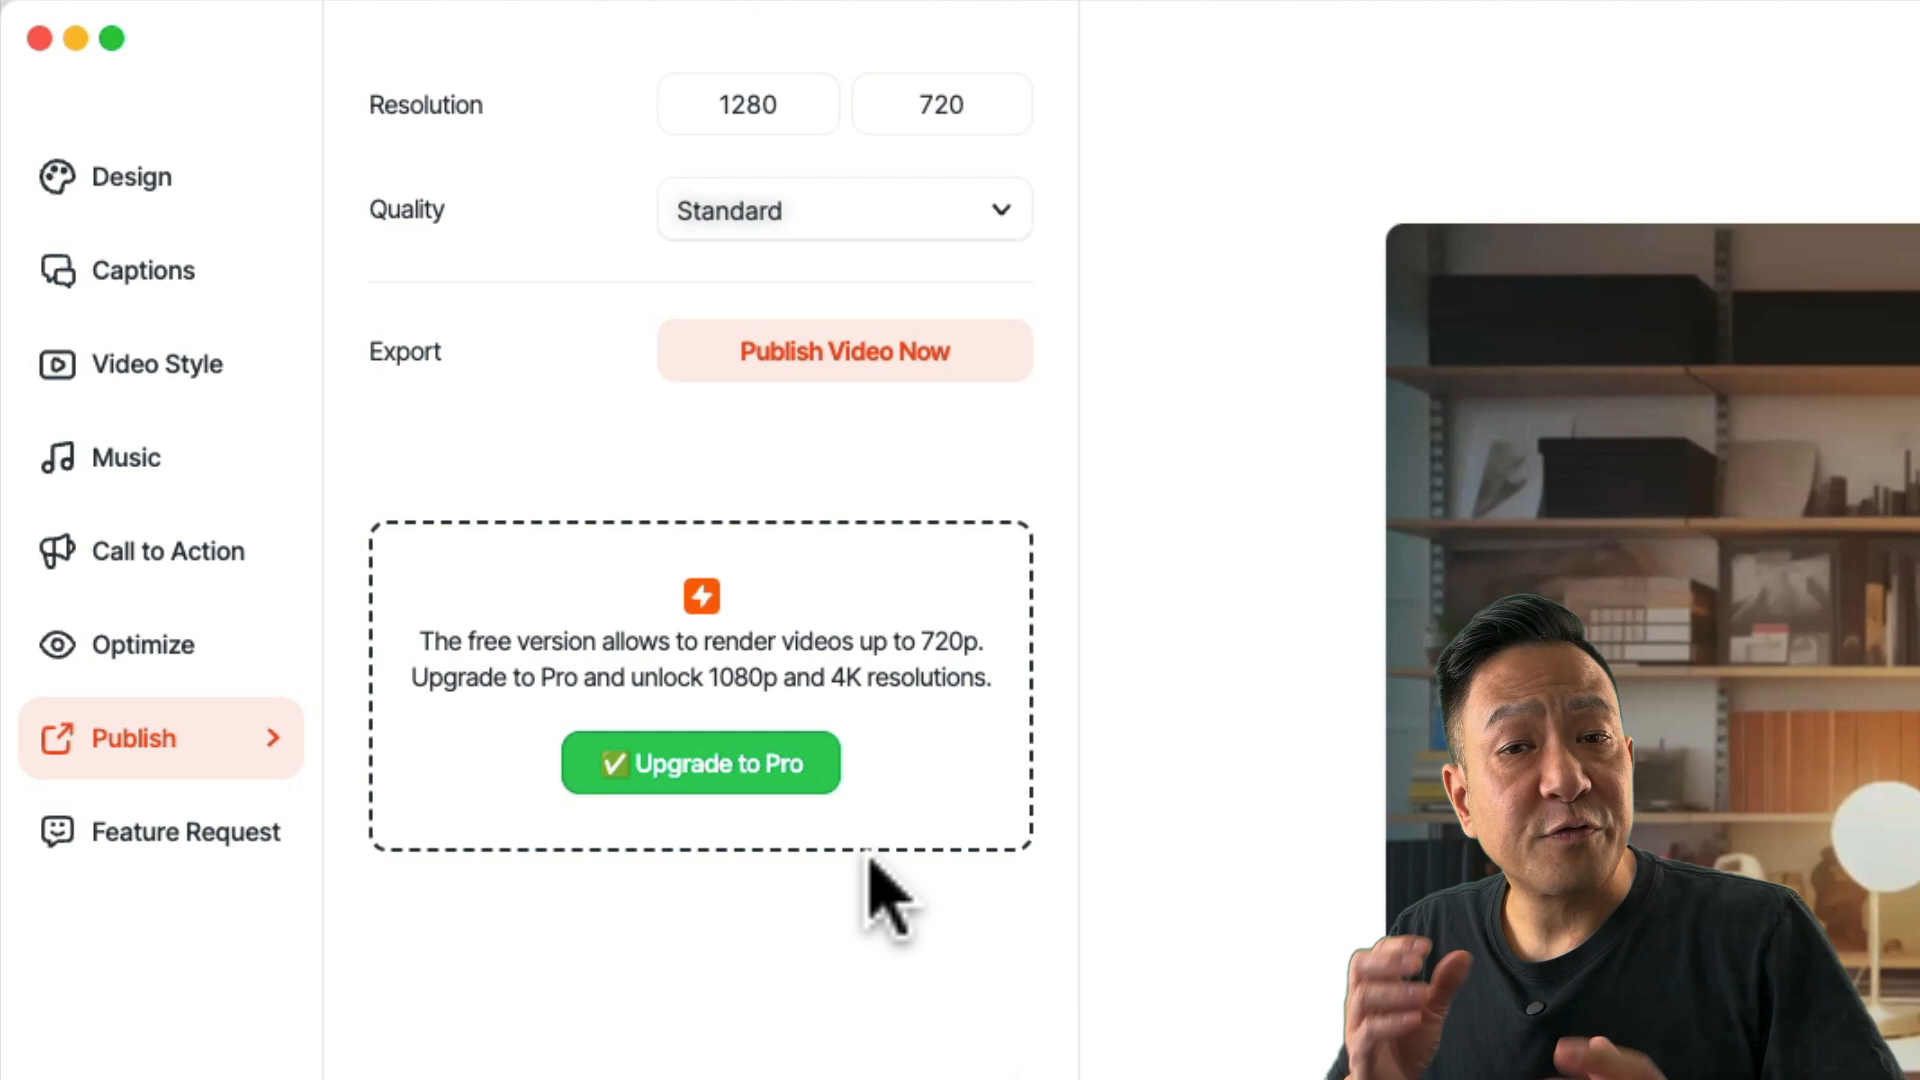 Design
Captions
Video Style
Music
Call to Action
Optimize
Publish
Feature Request
Resolution
1280
720
Quality
Standard
Export
Publish Video Now
The free version allows to render videos up to 720p.
Upgrade to Pro and unlock 1080p and 4K resolutions.
✅ Upgrade to Pro